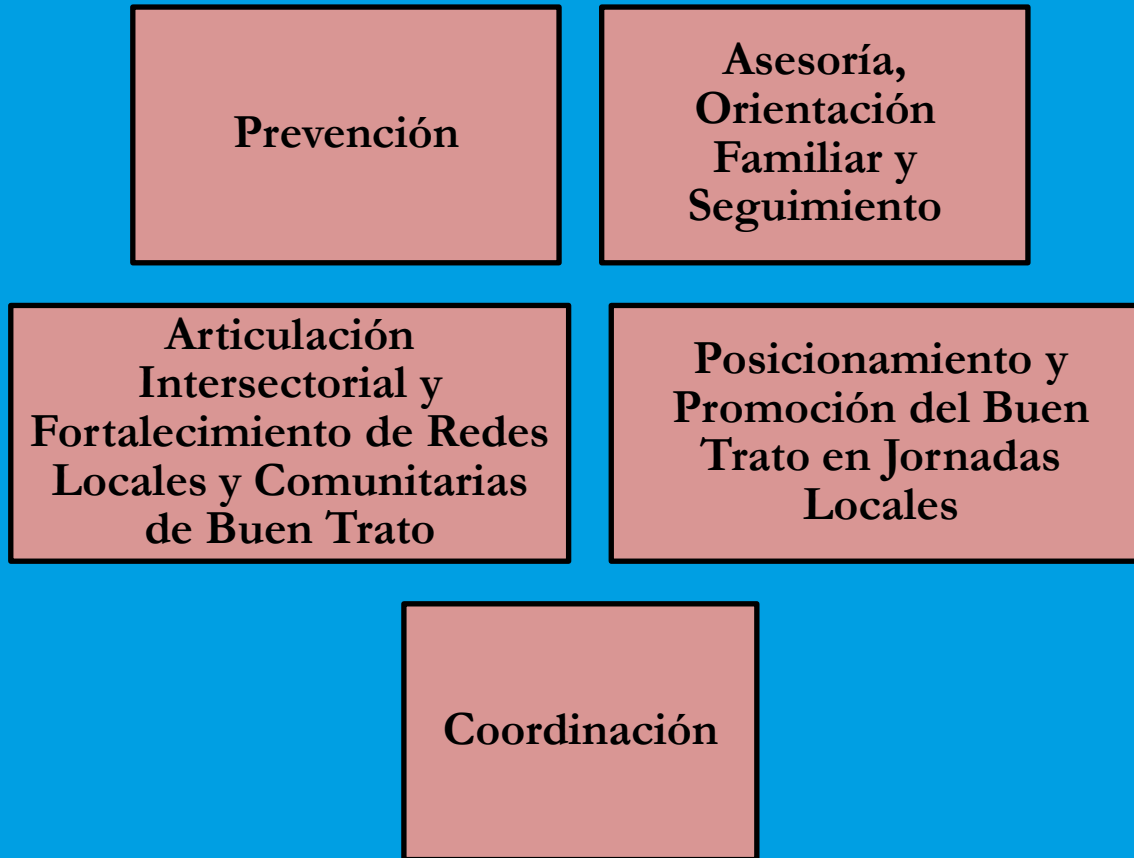 Prevención
Asesoría,
Orientación
Familiar y
Seguimiento
Articulación
Intersectorial y
Fortalecimiento de Redes
Locales y Comunitarias
de Buen Trato
Posicionamiento y
Promoción del Buen
Trato en Jornadas
Locales
Coordinación